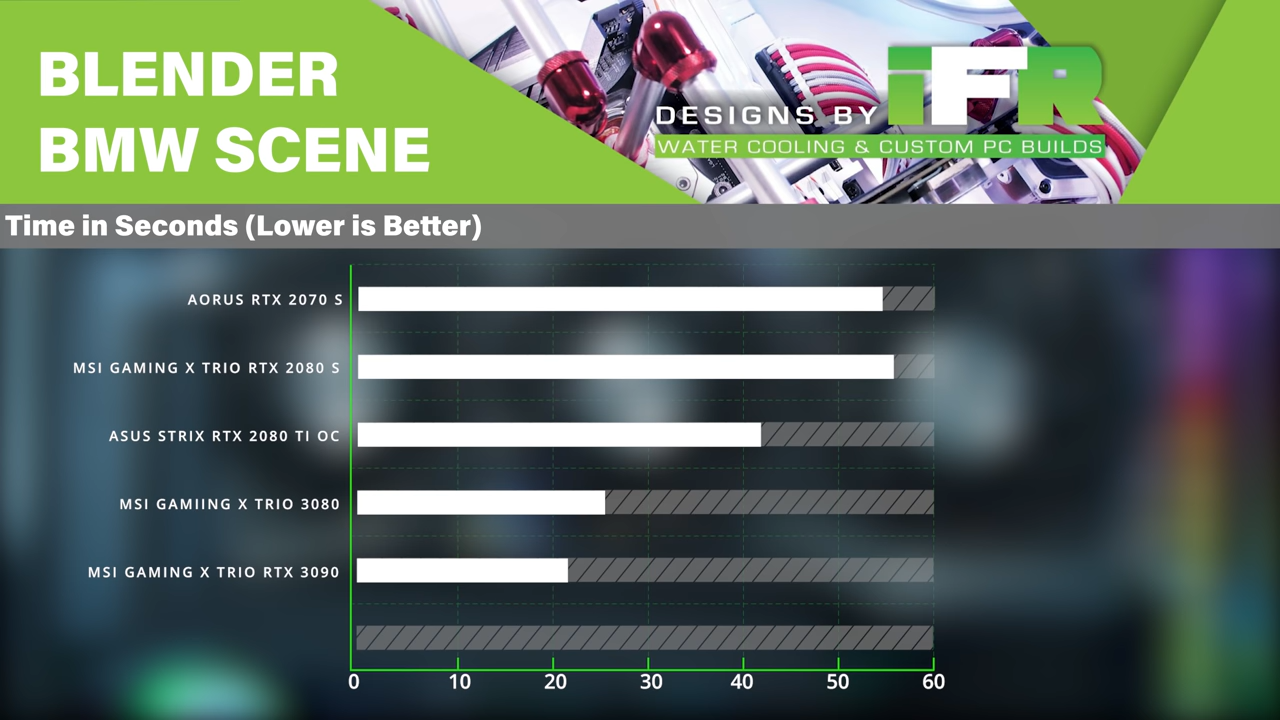 BLENDER
BMW SCENE
DESIGNS BY iFR
WATER COOLING & CUSTOM PC BUILDS
Time in Seconds (Lower is Better)
AORUS RTX 2070 S
MSI GAMING X TRIO RTX 2080 S
ASUS STRIX RTX 2080 TI OC
MSI GAMIING X TRIO 3080
MSI GAMING X TRIO RTX 3090
0 10 20 30 40 50 60